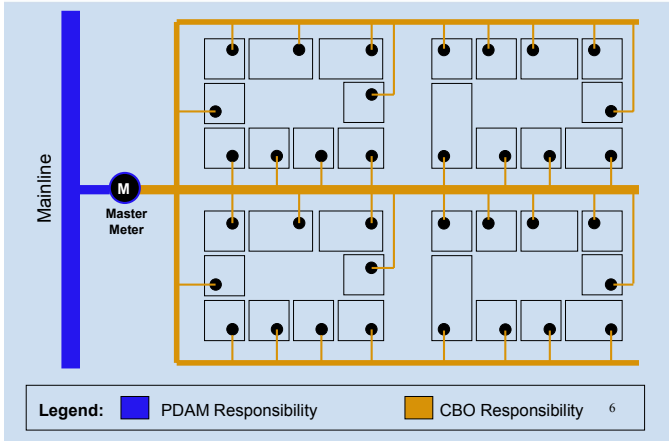 Mainline
M
Master
Meter
Legend: PDAM Responsibility CBO Responsibility 6